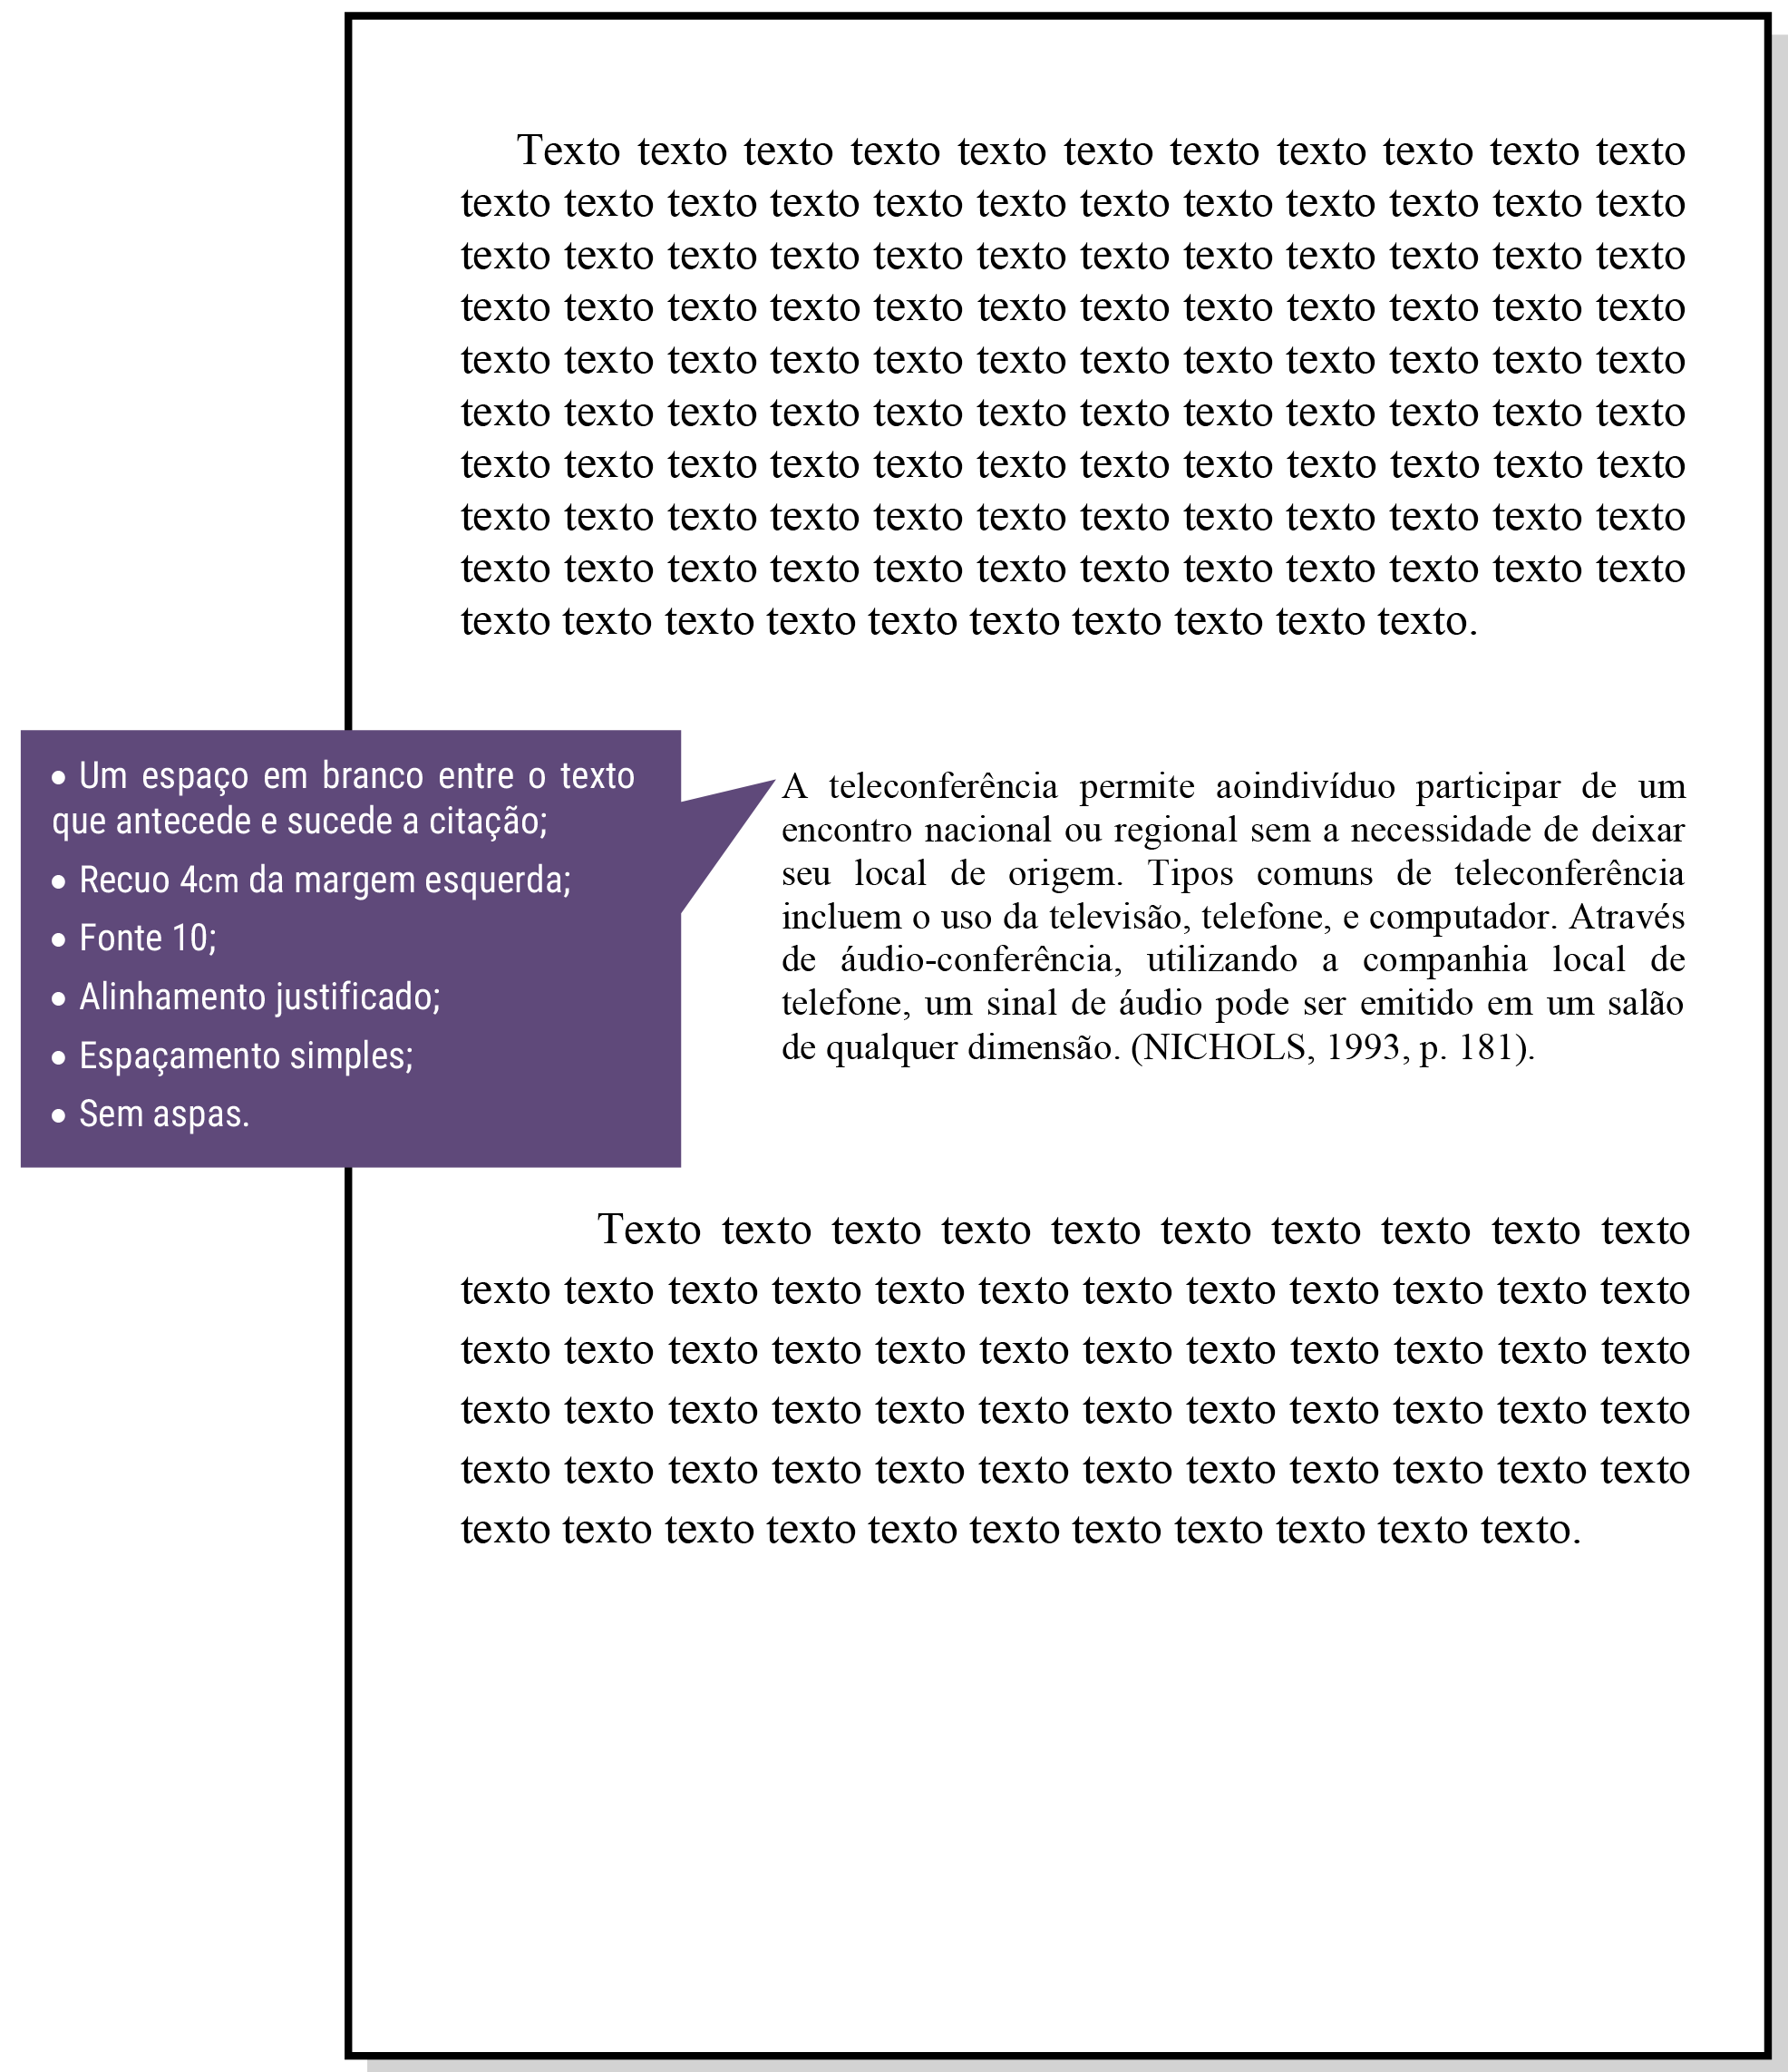 Texto texto texto texto texto texto texto texto texto texto texto
texto texto texto texto texto texto texto texto texto texto texto texto
texto texto texto texto texto texto texto texto texto texto texto texto
texto texto texto texto texto texto texto texto texto texto texto texto
texto texto texto texto texto texto texto texto texto texto texto texto
texto texto texto texto texto texto texto texto texto texto texto texto
texto texto texto texto texto texto texto texto texto texto texto texto
texto texto texto texto texto texto texto texto texto texto texto texto
texto texto texto texto texto texto texto texto texto texto texto texto
texto texto texto texto texto texto texto texto texto texto.
• Um espaço em branco entre o texto
que antecede e sucede a citação;
• Recuo 4cm da margem esquerda;
• Fonte 10;
• Alinhamento justificado;
• Espaçamento simples;
• Sem aspas.
A teleconferência permite aoindivíduo participar de um
encontro nacional ou regional sem a necessidade de deixar
seu local de origem. Tipos comuns de teleconferência
incluem o uso da televisão, telefone, e computador. Através
de áudio-conferência, utilizando a companhia local de
telefone, um sinal de áudio pode ser emitido em um salão
de qualquer dimensão. (NICHOLS, 1993, p. 181).
Texto texto texto texto texto texto texto texto texto texto
texto texto texto texto texto texto texto texto texto texto texto texto
texto texto texto texto texto texto texto texto texto texto texto texto
texto texto texto texto texto texto texto texto texto texto texto texto
texto texto texto texto texto texto texto texto texto texto texto texto
texto texto texto texto texto texto texto texto texto texto texto.